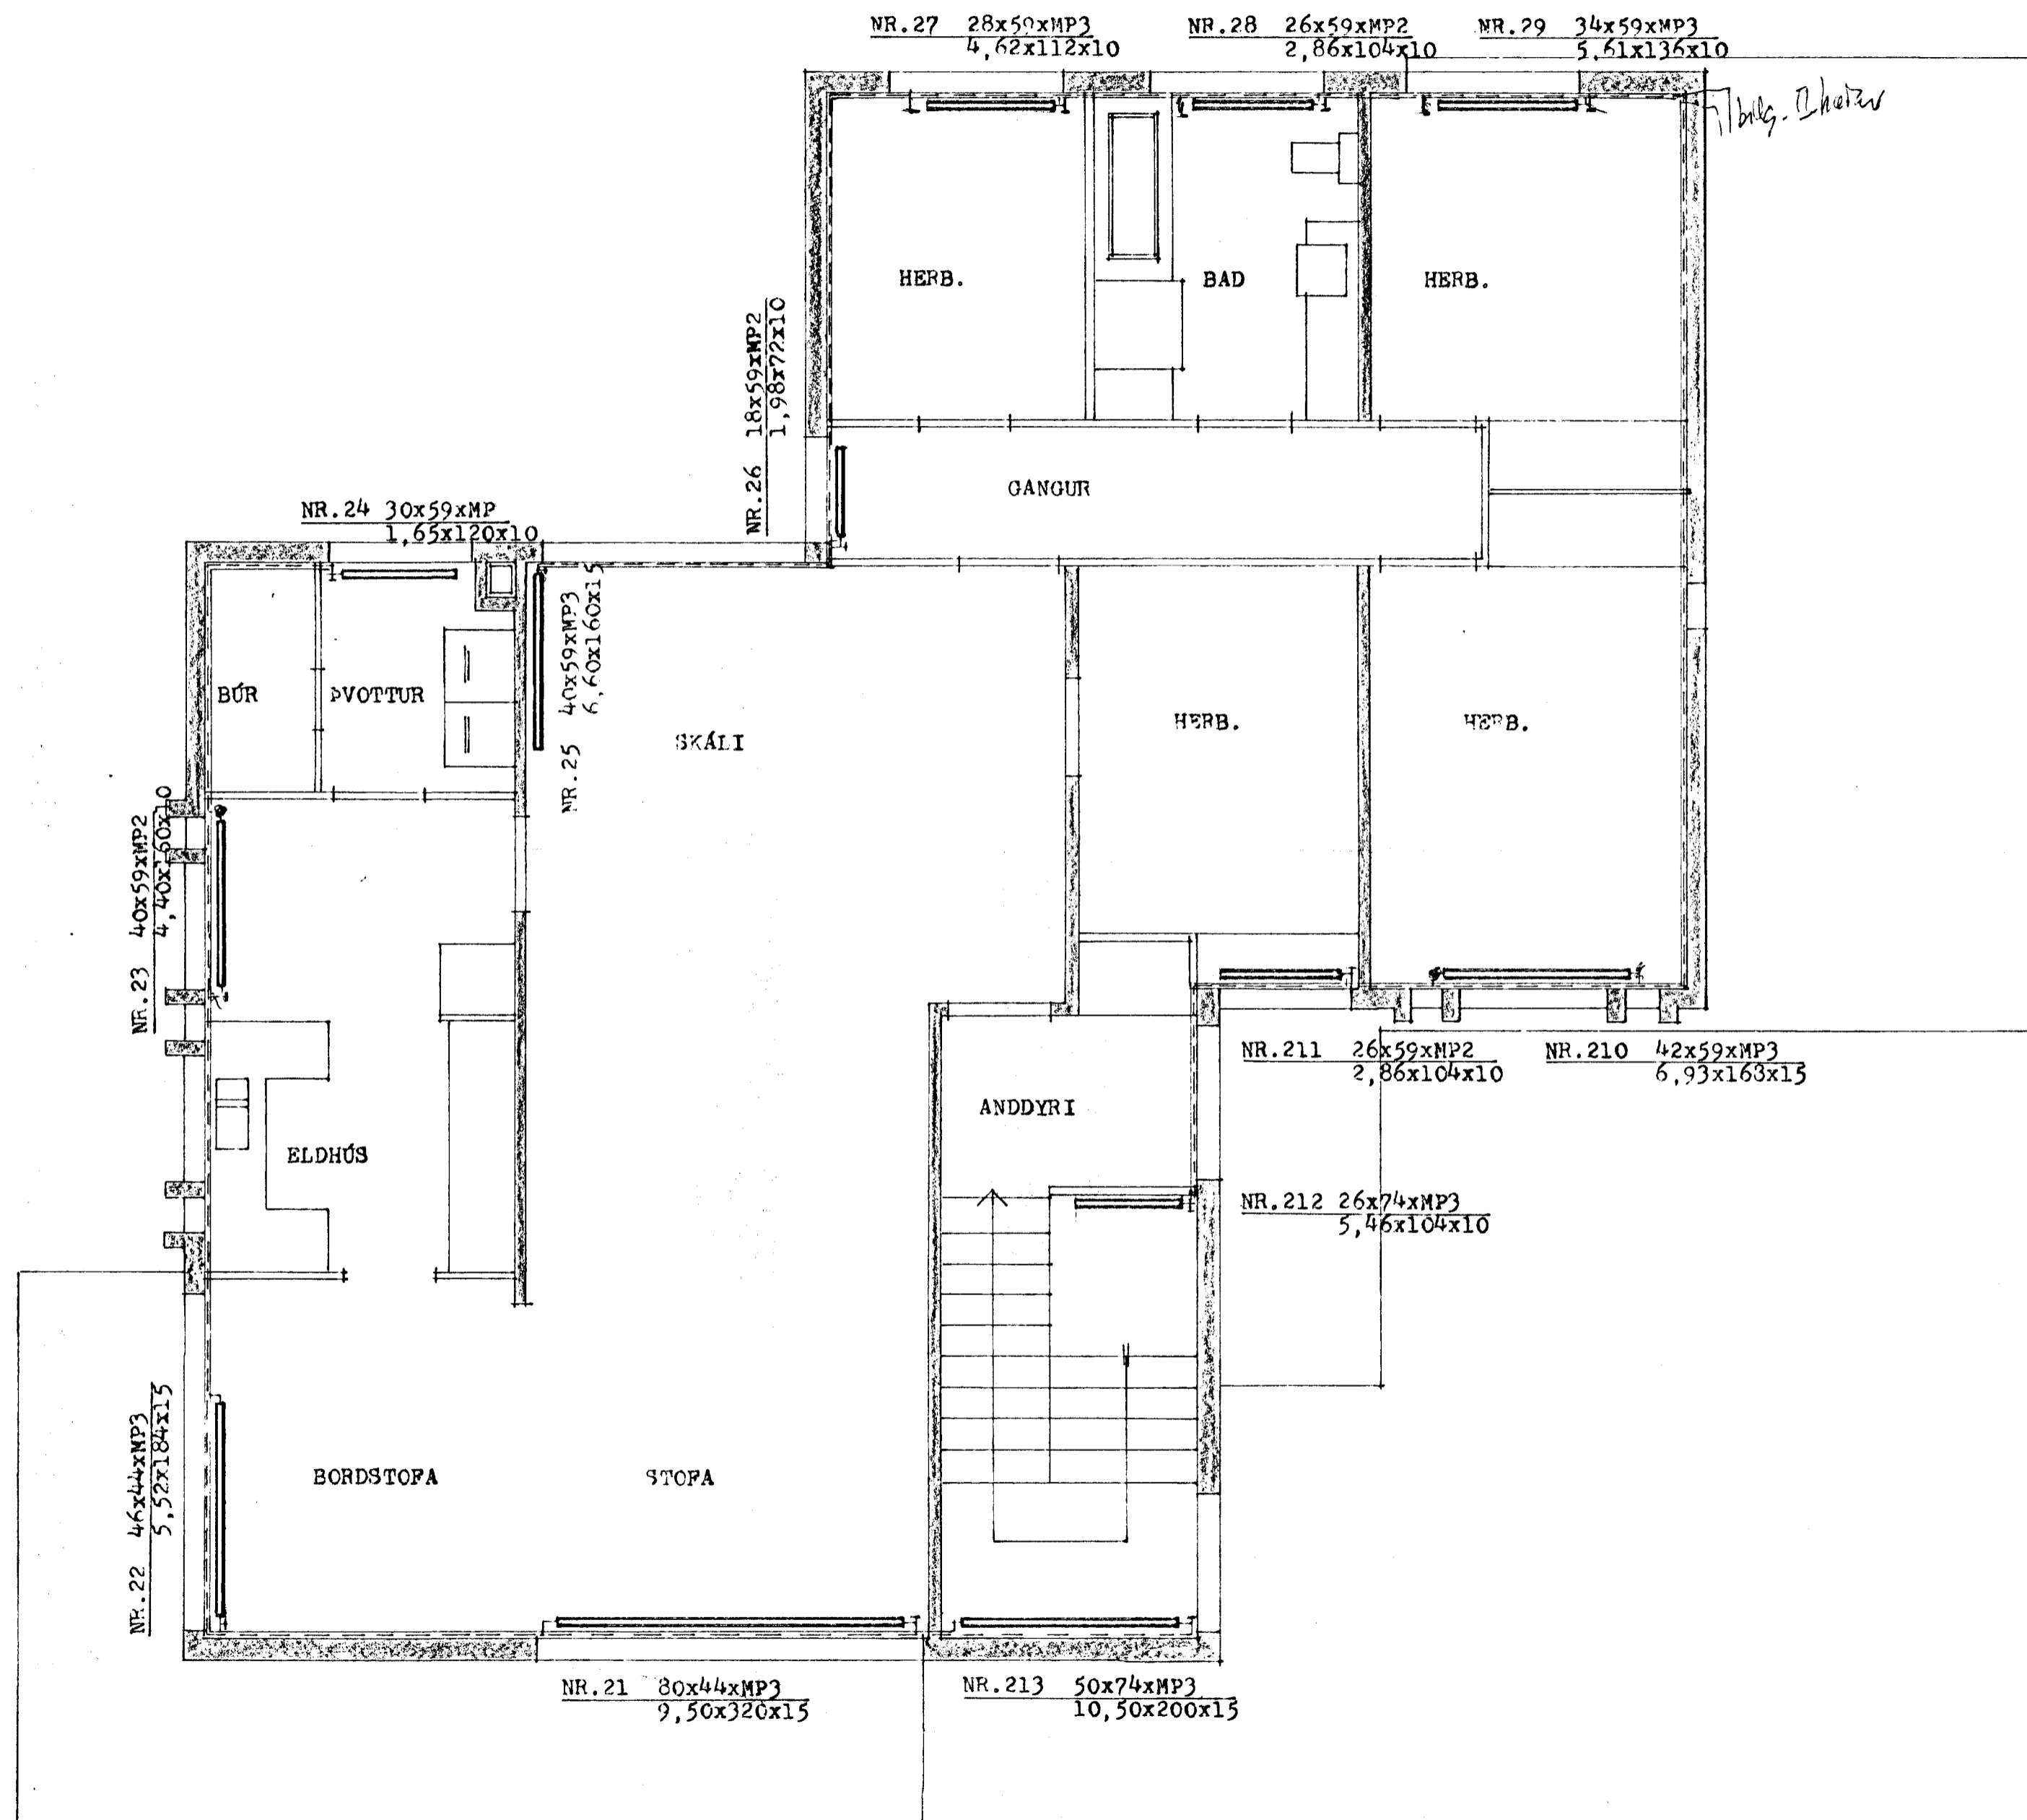 NR.27 28x59xMP3
4,62x112x10
NR.28 26x59xMP2
2,86x104x10
NR.29 34x59xMP3
5,61x136x10
HERB.
BAD
HERB.
NR.26 18x59xMP2
1,98x72x10
GANGUR
NR.24 30x59xMP
1,65x120x10
NR.25 40x59xMP3
6,60x160x15
BÚR
ÞVOTTUR
SKÁLI
HERB.
HERB.
NR.23 40x59xMP2
4,40x160x10
NR.211 26x59xMP2
2,86x104x10
NR.210 42x59xMP3
6,93x168x15
ANDDYRI
ELDHÚS
NR.212 26x74xMP3
5,46x104x10
NR.22 46x44xMP3
5,52x184x15
BORDSTOFA
STOFA
NR.21 80x44xMP3
9,50x320x15
NR.213 50x74xMP3
10,50x200x15